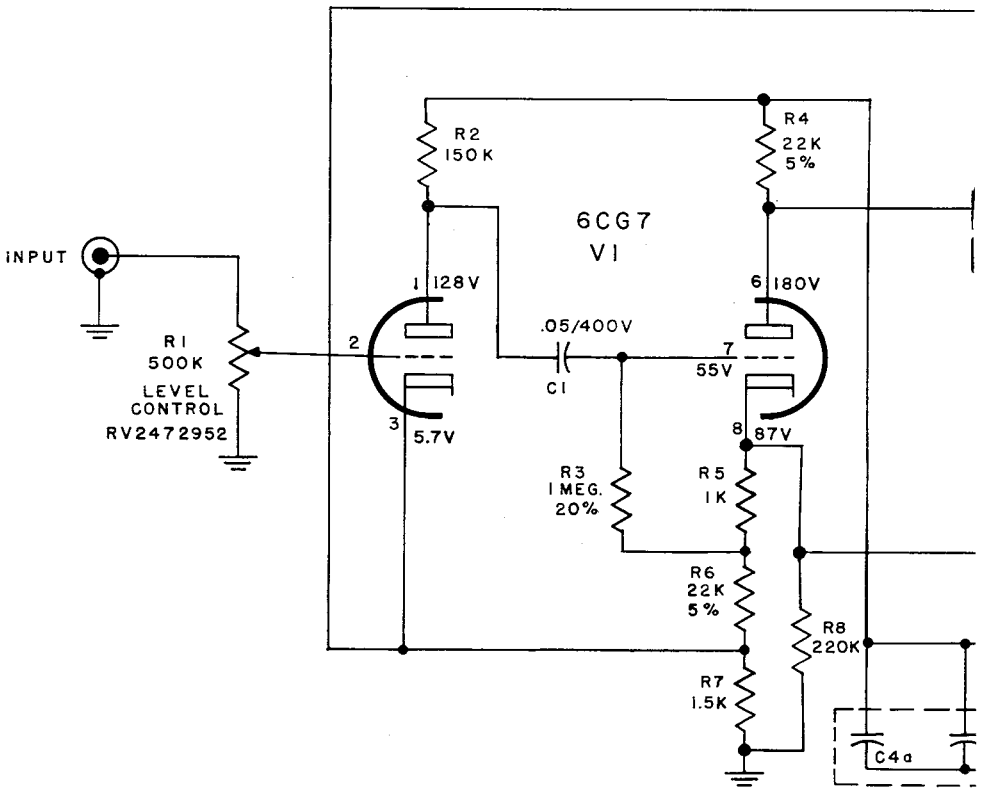 R2
150K
R4
22K
5%
6CG7
V1
INPUT
1 128V
6 180V
.05/400V
R1
500K
LEVEL
CONTROL
RV2472952
2
C1
7
55V
3
5.7V
8 87V
R3
1 MEG.
20%
R5
1K
R6
22K
5%
R8
220K
R7
1.5K
C4a